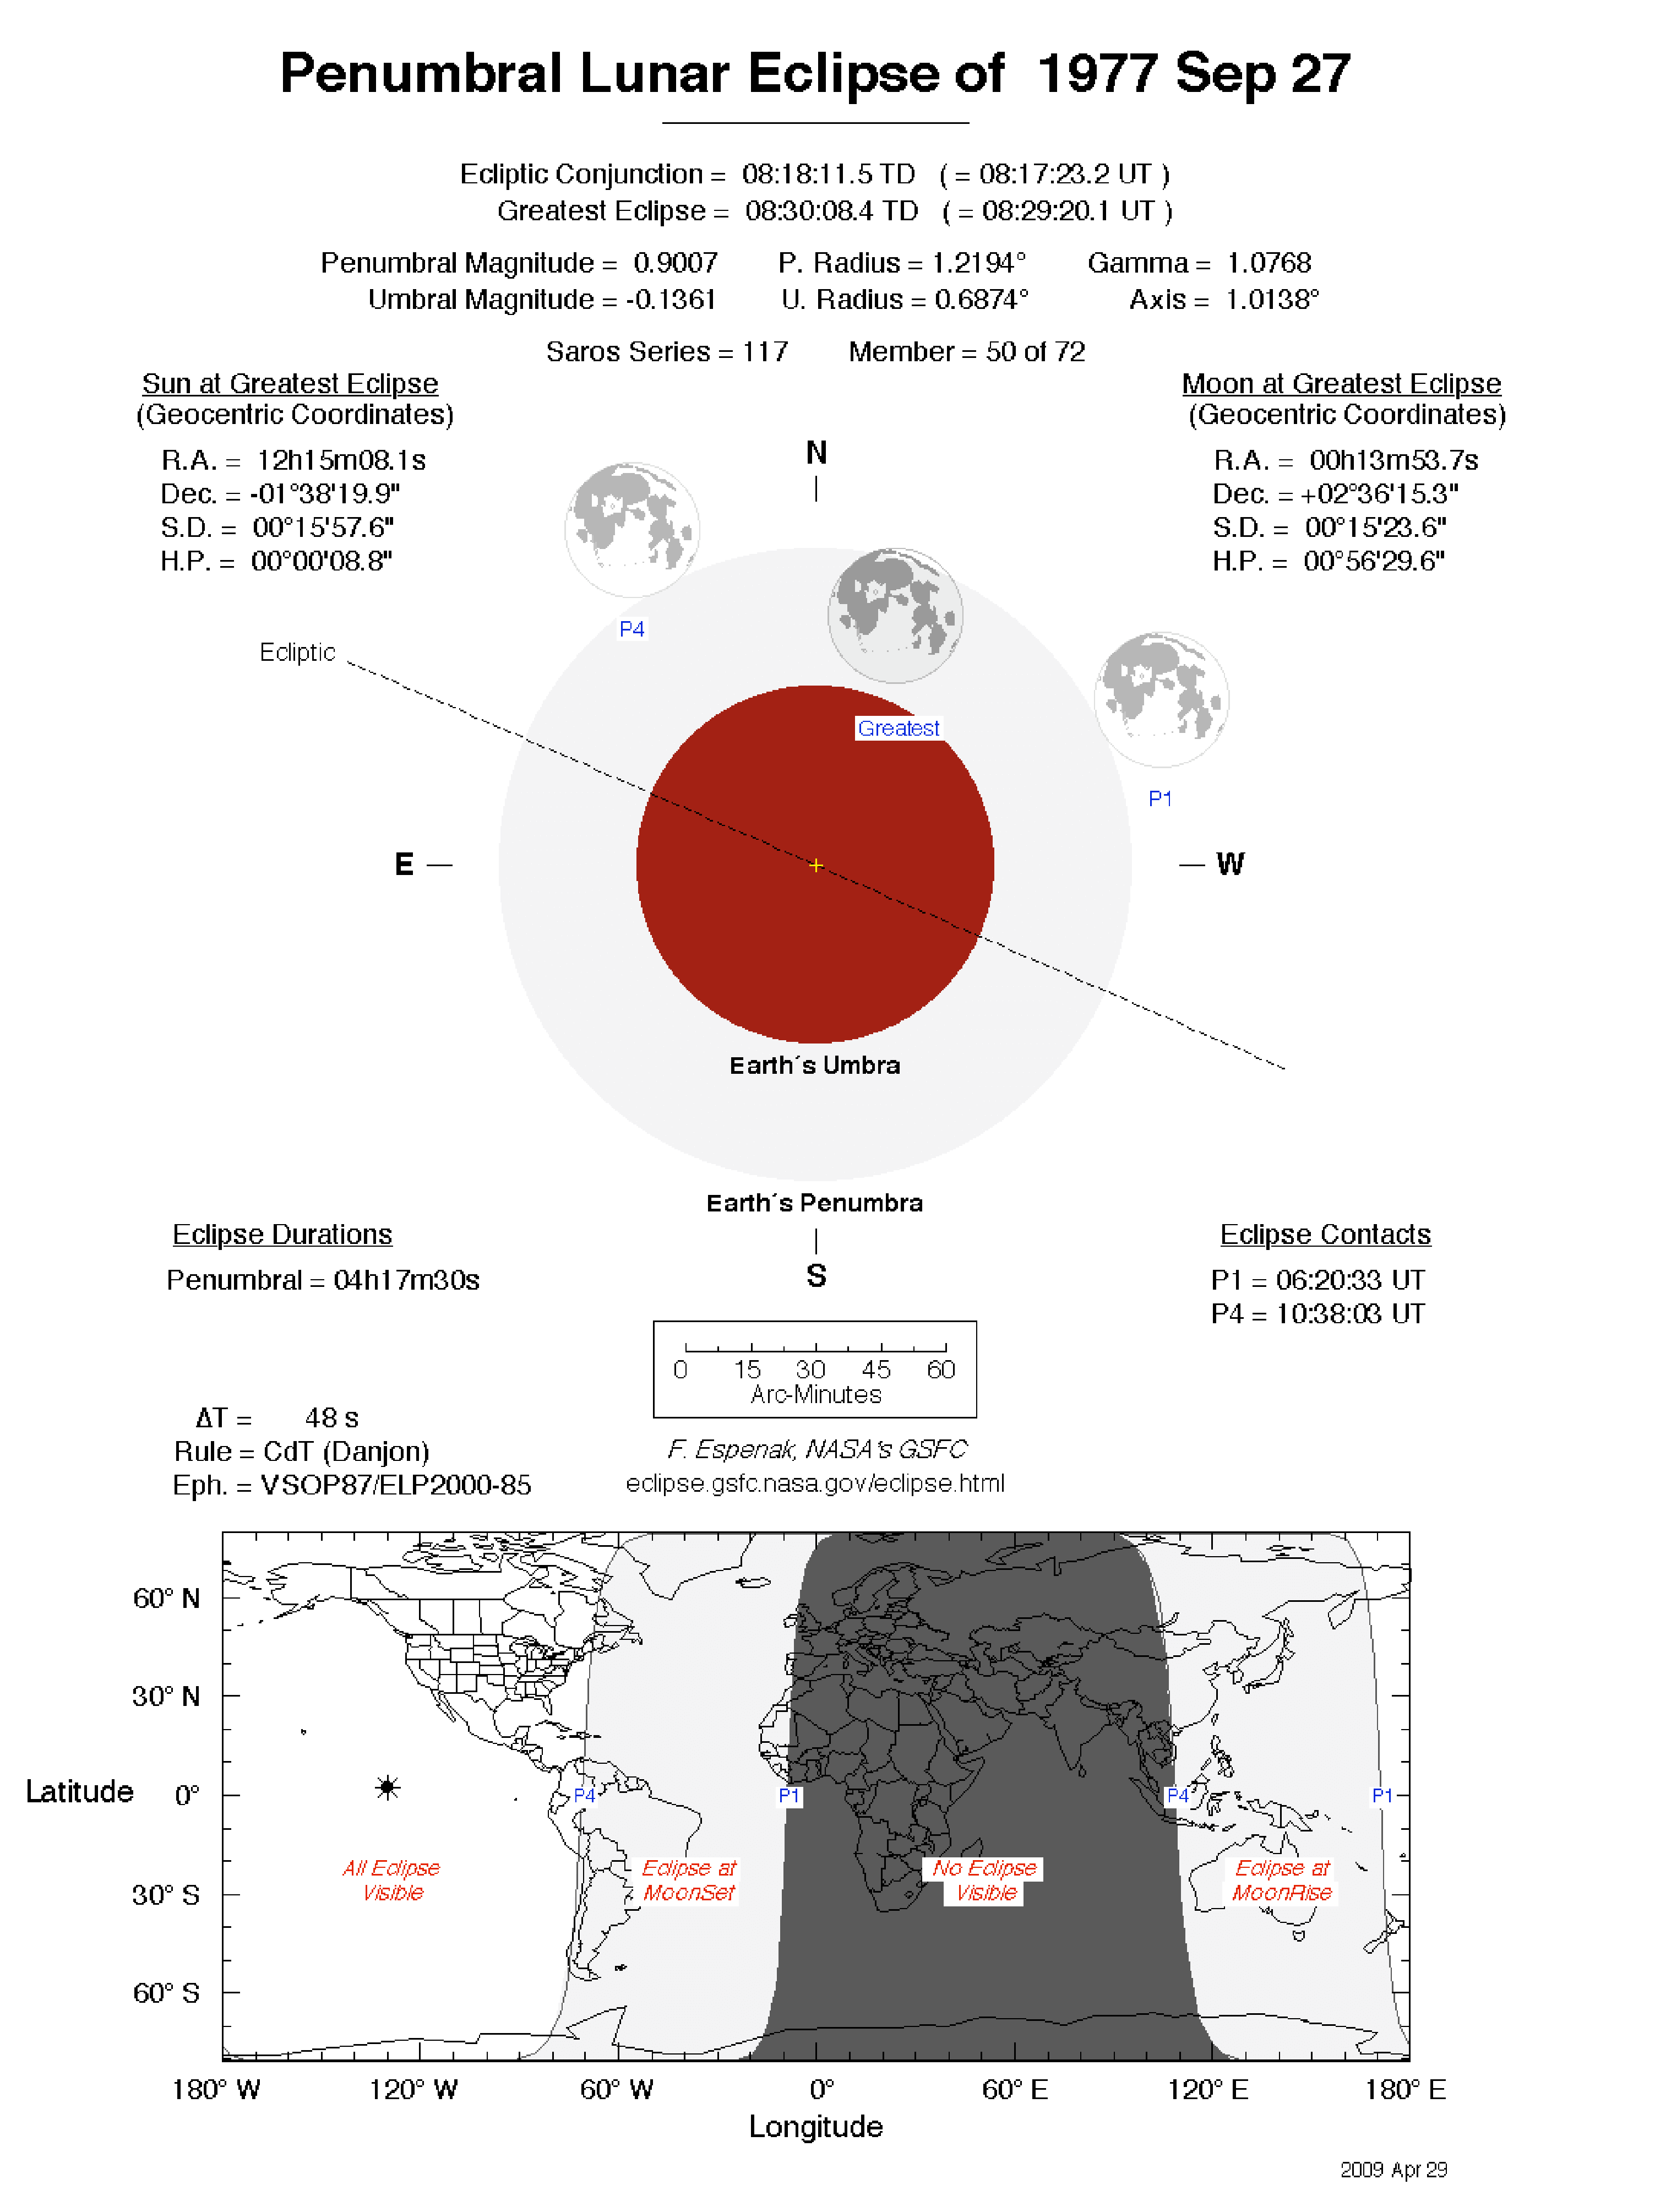 Penumbral Lunar Eclipse of 1977 Sep 27
Ecliptic Conjunction = 08:18:11.5 TD ( = 08:17:23.2 UT )
Greatest Eclipse = 08:30:08.4 TD ( = 08:29:20.1 UT )
Penumbral Magnitude = 0.9007 P. Radius = 1.2194° Gamma = 1.0768
Umbral Magnitude = -0.1361 U. Radius = 0.6874° Axis = 1.0138°
Saros Series = 117 Member = 50 of 72
Sun at Greatest Eclipse
(Geocentric Coordinates)
R.A. = 12h15m08.1s
Dec. = -01°38'19.9"
S.D. = 00°15'57.6"
H.P. = 00°00'08.8"
Moon at Greatest Eclipse
(Geocentric Coordinates)
R.A. = 00h13m53.7s
Dec. = +02°36'15.3"
S.D. = 00°15'23.6"
H.P. = 00°56'29.6"
N
P4
Ecliptic
Greatest
P1
E
W
Earth's Umbra
Earth's Penumbra
S
Eclipse Durations
Penumbral = 04h17m30s
Eclipse Contacts
P1 = 06:20:33 UT
P4 = 10:38:03 UT
0 15 30 45 60
Arc-Minutes
ΔT = 48 s
Rule = CdT (Danjon)
Eph. = VSOP87/ELP2000-85
F. Espenak, NASA's GSFC
eclipse.gsfc.nasa.gov/eclipse.html
60° N
30° N
Latitude 0°
30° S
60° S
P4 P1 P4 P1
All Eclipse
Visible
Eclipse at
MoonSet
No Eclipse
Visible
Eclipse at
MoonRise
180° W 120° W 60° W 0° 60° E 120° E 180° E
Longitude
2009 Apr 29